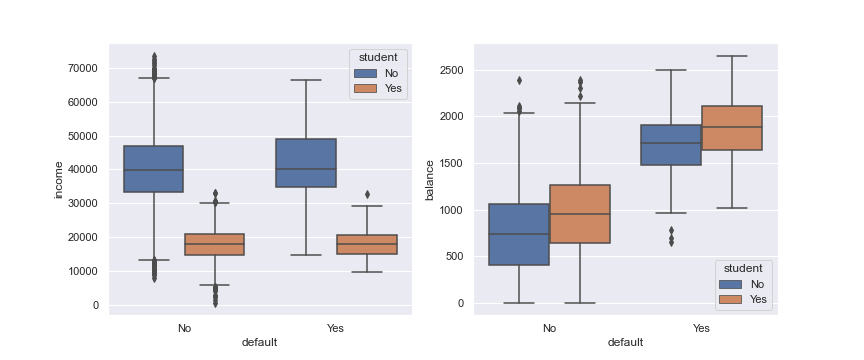 70000
60000
50000
40000
30000
20000
10000
0
income
No
Yes
default
student
No
Yes
2500
2000
1500
1000
500
0
balance
No
Yes
default
student
No
Yes